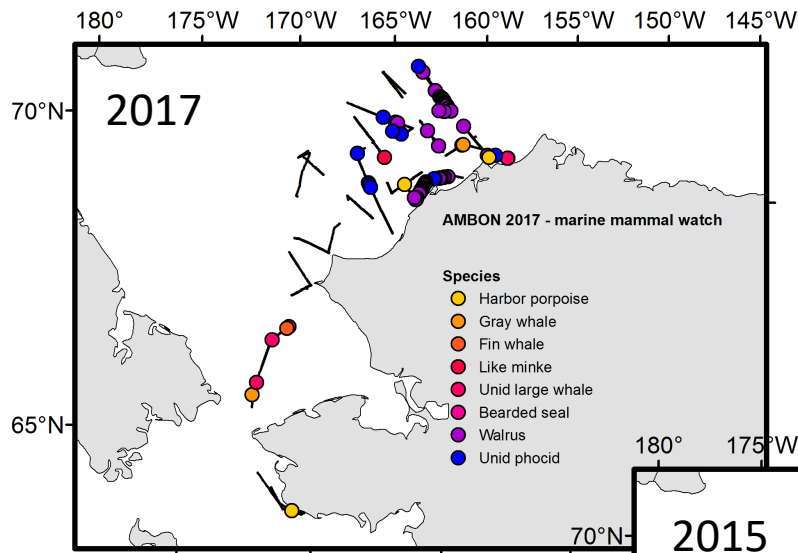 180° 175°W 170°W 165°W 160°W 155°W 150°W 145°W
2017
70°N
AMBON 2017 - marine mammal watch
Species
Harbor porpoise
Gray whale
Fin whale
Like minke
Unid large whale
Bearded seal
Walrus
Unid phocid
65°N
180° 175°W
70°N
2015